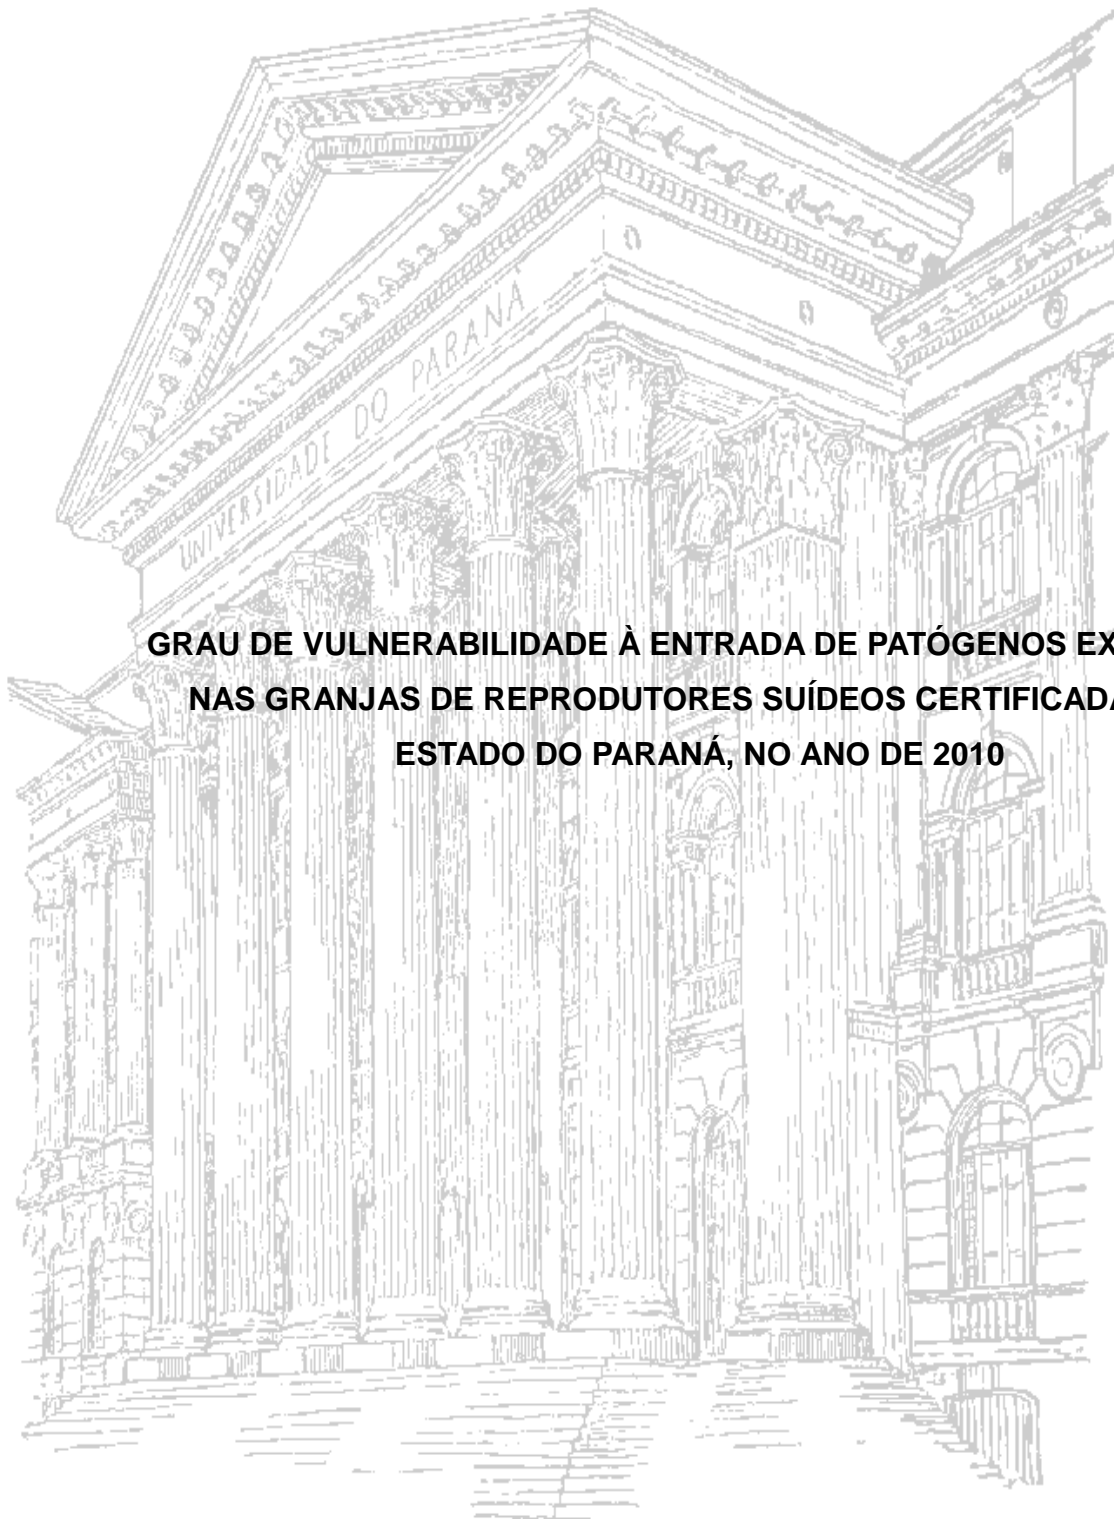 UNIVERSIDADE DO PARANÁ
GRAU DE VULNERABILIDADE À ENTRADA DE PATÓGENOS EX
NAS GRANJAS DE REPRODUTORES SUÍDEOS CERTIFICADA
ESTADO DO PARANÁ, NO ANO DE 2010